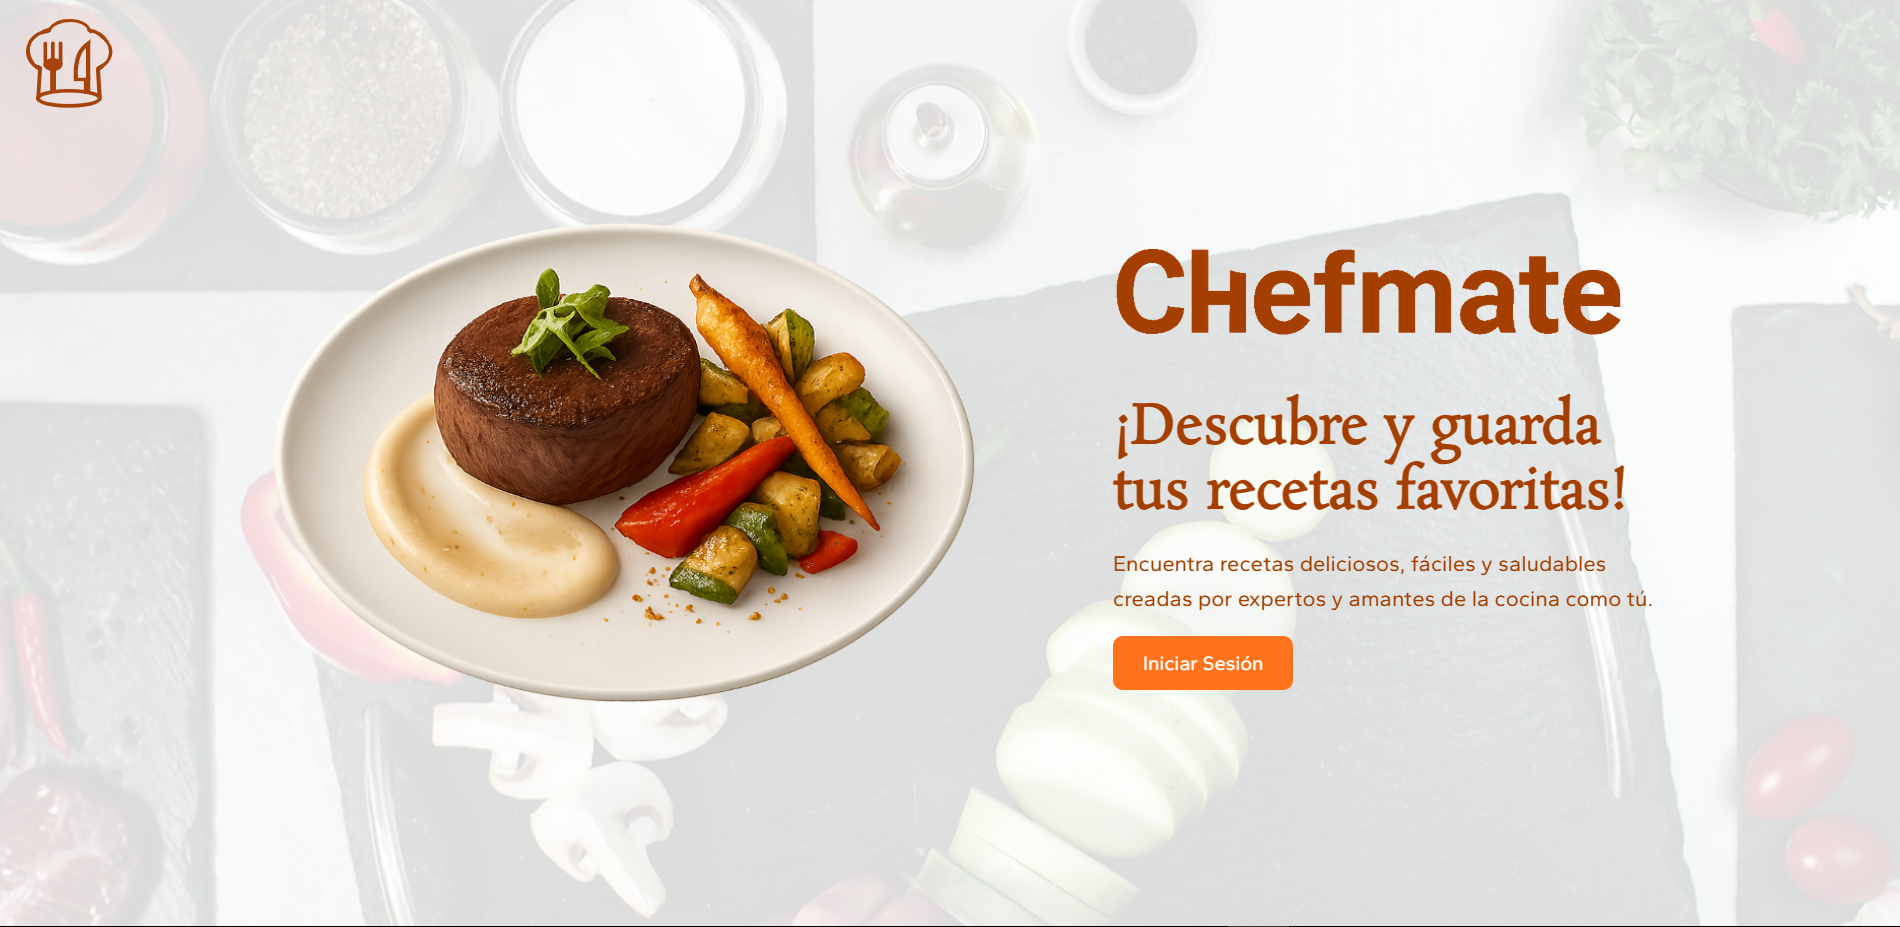 Chefmate
¡Descubre y guarda
tus recetas favoritas!
Encuentra recetas deliciosos, fáciles y saludables
creadas por expertos y amantes de la cocina como tú.
Iniciar Sesión